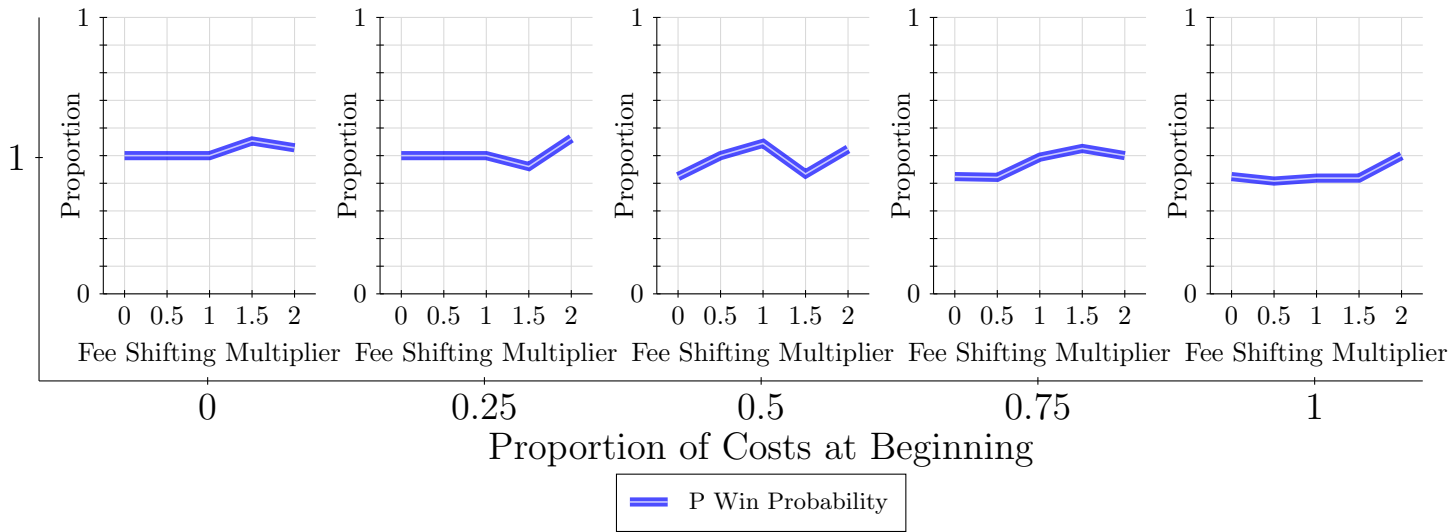 1 1 1 1 1
Proportion Proportion Proportion Proportion Proportion
1
0 0 0 0 0
0 0.5 1 1.5 2 0 0.5 1 1.5 2 0 0.5 1 1.5 2 0 0.5 1 1.5 2 0 0.5 1 1.5 2
Fee Shifting Multiplier Fee Shifting Multiplier Fee Shifting Multiplier Fee Shifting Multiplier Fee Shifting Multiplier
0 0.25 0.5 0.75 1
Proportion of Costs at Beginning
P Win Probability